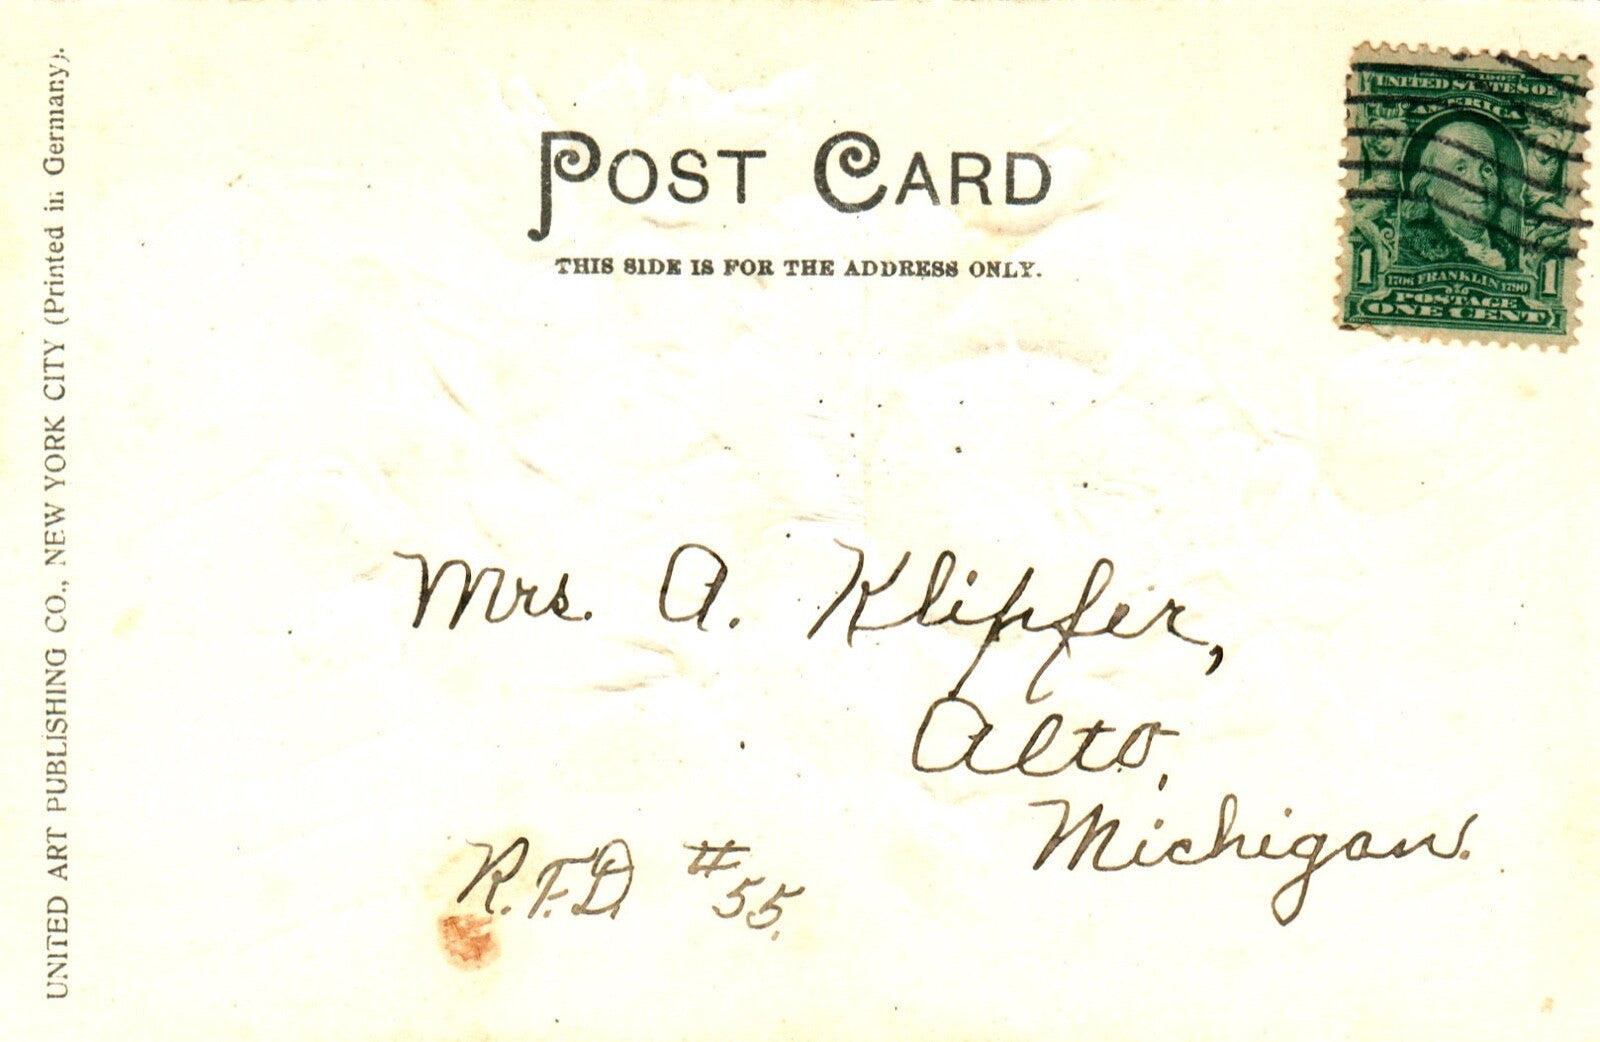 POST CARD
THIS SIDE IS FOR THE ADDRESS ONLY.
UNITED STATES OF
AMERICA
1 1706 FRANKLIN 1790 1
POSTAGE
ONE CENT
UNITED ART PUBLISHING CO., NEW YORK CITY (Printed in Germany).
Mrs. A. Klipfer,
Alto,
Michigan.
R.F.D. #55.